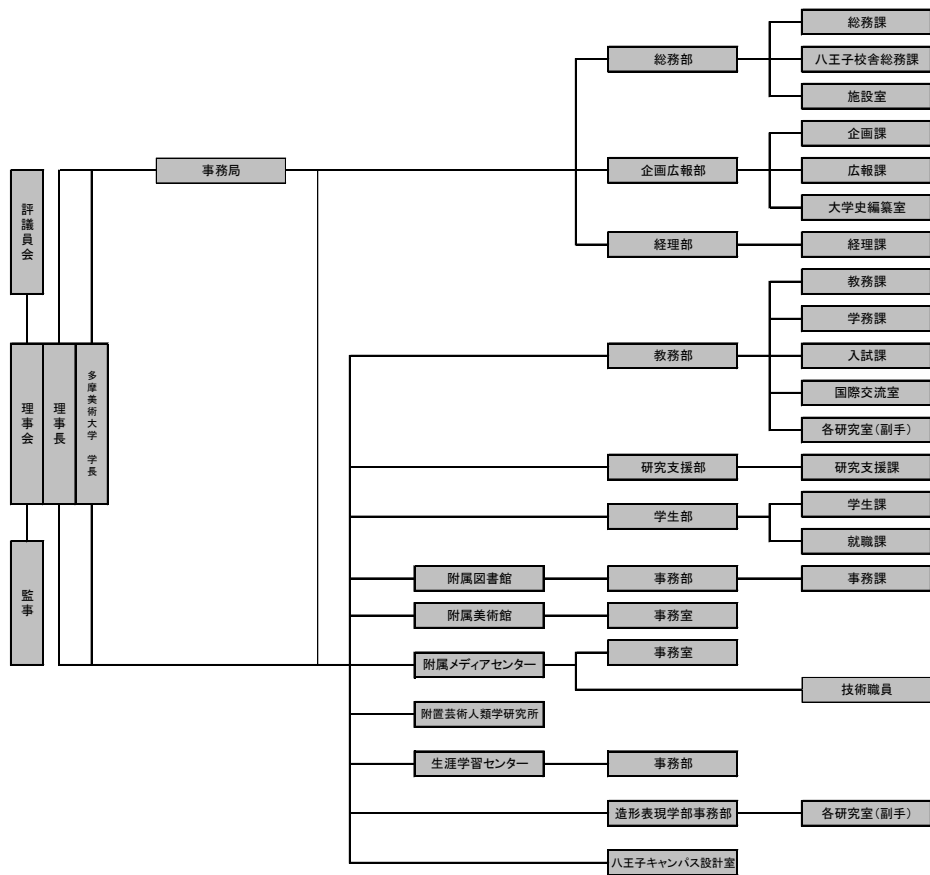 総務課
総務部
八王子校舎総務課
施設室
企画課
事務局
企画広報部
広報課
大学史編纂室
経理部
経理課
評議員会
教務課
学務課
教務部
入試課
国際交流室
各研究室(副手)
理事会
理事長
多摩美術大学 学長
研究支援部
研究支援課
学生課
学生部
就職課
監事
附属図書館
事務部
事務課
附属美術館
事務室
附属メディアセンター
事務室
技術職員
附置芸術人類学研究所
生涯学習センター
事務部
造形表現学部事務部
各研究室(副手)
八王子キャンパス設計室